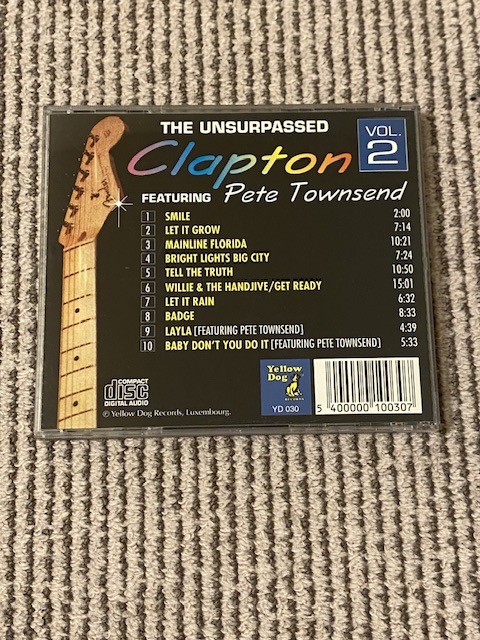 THE UNSURPASSED
VOL. 2
Clapton
FEATURING Pete Townsend
1 SMILE 2:00
2 LET IT GROW 7:14
3 MAINLINE FLORIDA 10:21
4 BRIGHT LIGHTS BIG CITY 7:24
5 TELL THE TRUTH 10:50
6 WILLIE & THE HANDJIVE/GET READY 15:01
7 LET IT RAIN 6:32
8 BADGE 8:33
9 LAYLA [FEATURING PETE TOWNSEND] 4:39
10 BABY DON'T YOU DO IT [FEATURING PETE TOWNSEND] 5:33
COMPACT
disc
DIGITAL AUDIO
℗ Yellow Dog Records, Luxembourg.
Yellow
Dog
RECORDS
YD 030
5 400000 100307